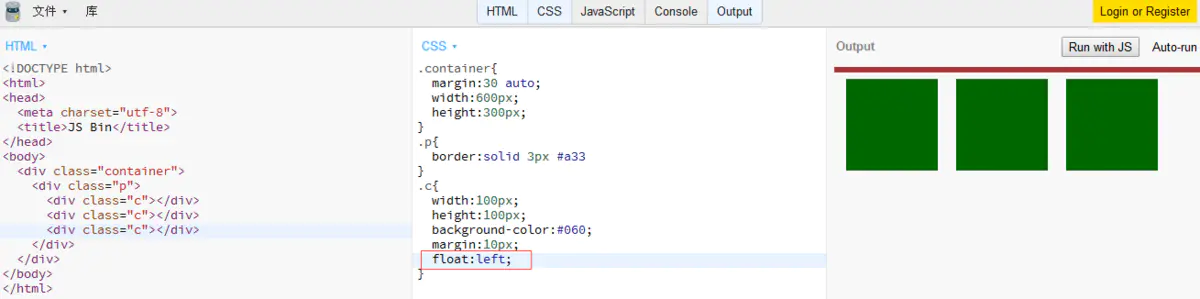 文件 库 HTML CSS JavaScript Console Output Login or Register
HTML
<!DOCTYPE html>
<html>
<head>
<meta charset="utf-8">
<title>JS Bin</title>
</head>
<body>
<div class="container">
<div class="p">
<div class="c"></div>
<div class="c"></div>
<div class="c"></div>
</div>
</div>
</body>
</html>
CSS
.container{
margin:30 auto;
width:600px;
height:300px;
}
.p{
border:solid 3px #a33
}
.c{
width:100px;
height:100px;
background-color:#060;
margin:10px;
float:left;
}
Output Run with JS Auto-run